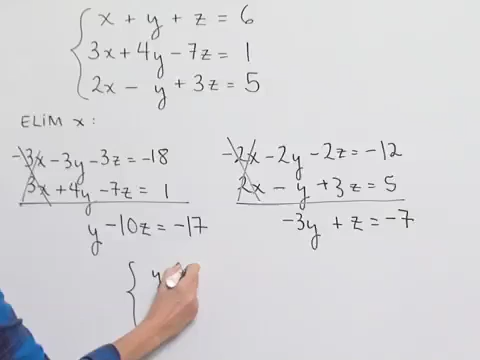 x + y + z = 6
3x + 4y - 7z = 1
2x - y + 3z = 5
ELIM x :
-3x - 3y - 3z = -18
3x + 4y - 7z = 1
y - 10z = -17
-2x - 2y - 2z = -12
2x - y + 3z = 5
-3y + z = -7
y